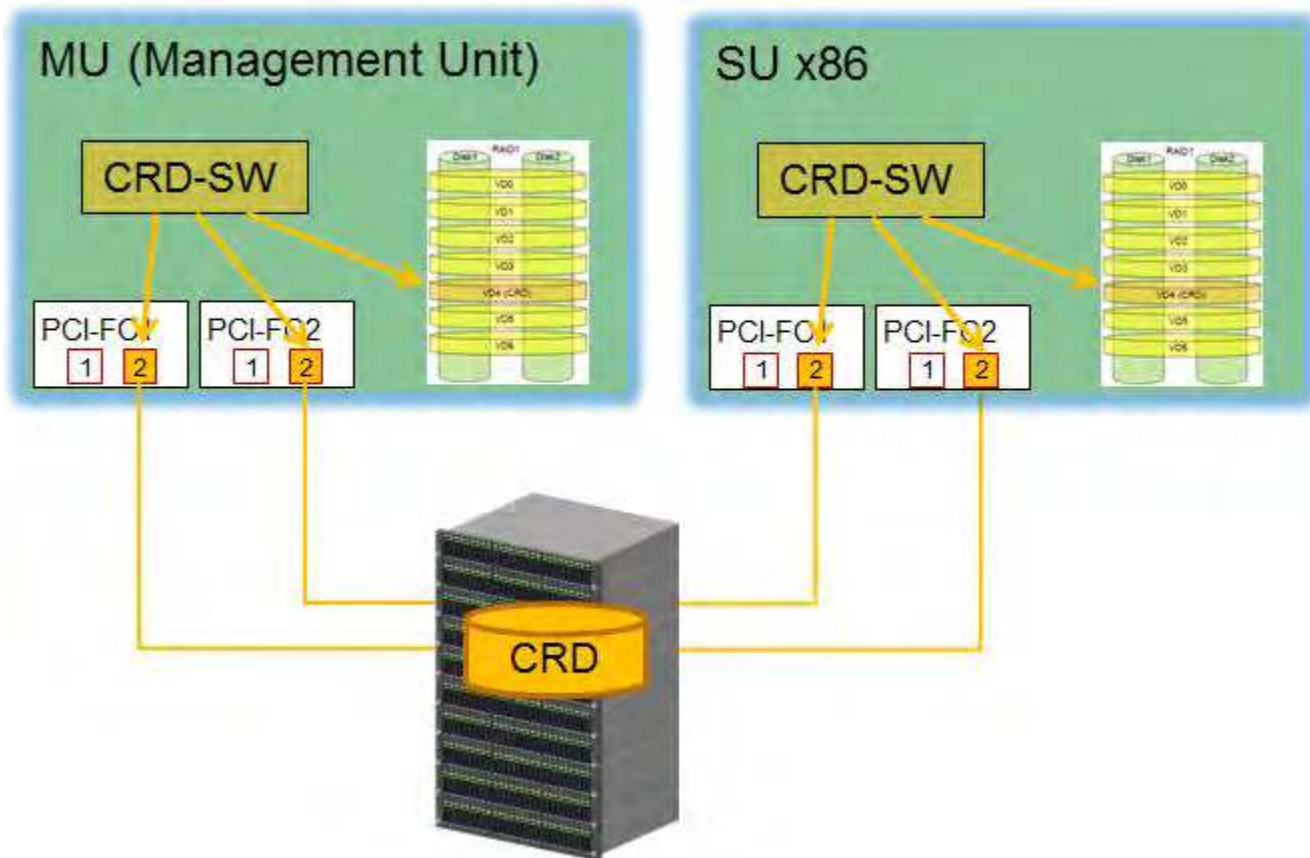 MU (Management Unit)
CRD-SW
RAID1
Disk1 Disk2
VD0
VD1
VD2
VD3
VD4 (CRD)
VD5
VD6
PCI-FC1
1 2
PCI-FC2
1 2
SU x86
CRD-SW
RAID1
Disk1 Disk2
VD0
VD1
VD2
VD3
VD4 (CRD)
VD5
VD6
PCI-FC1
1 2
PCI-FC2
1 2
CRD